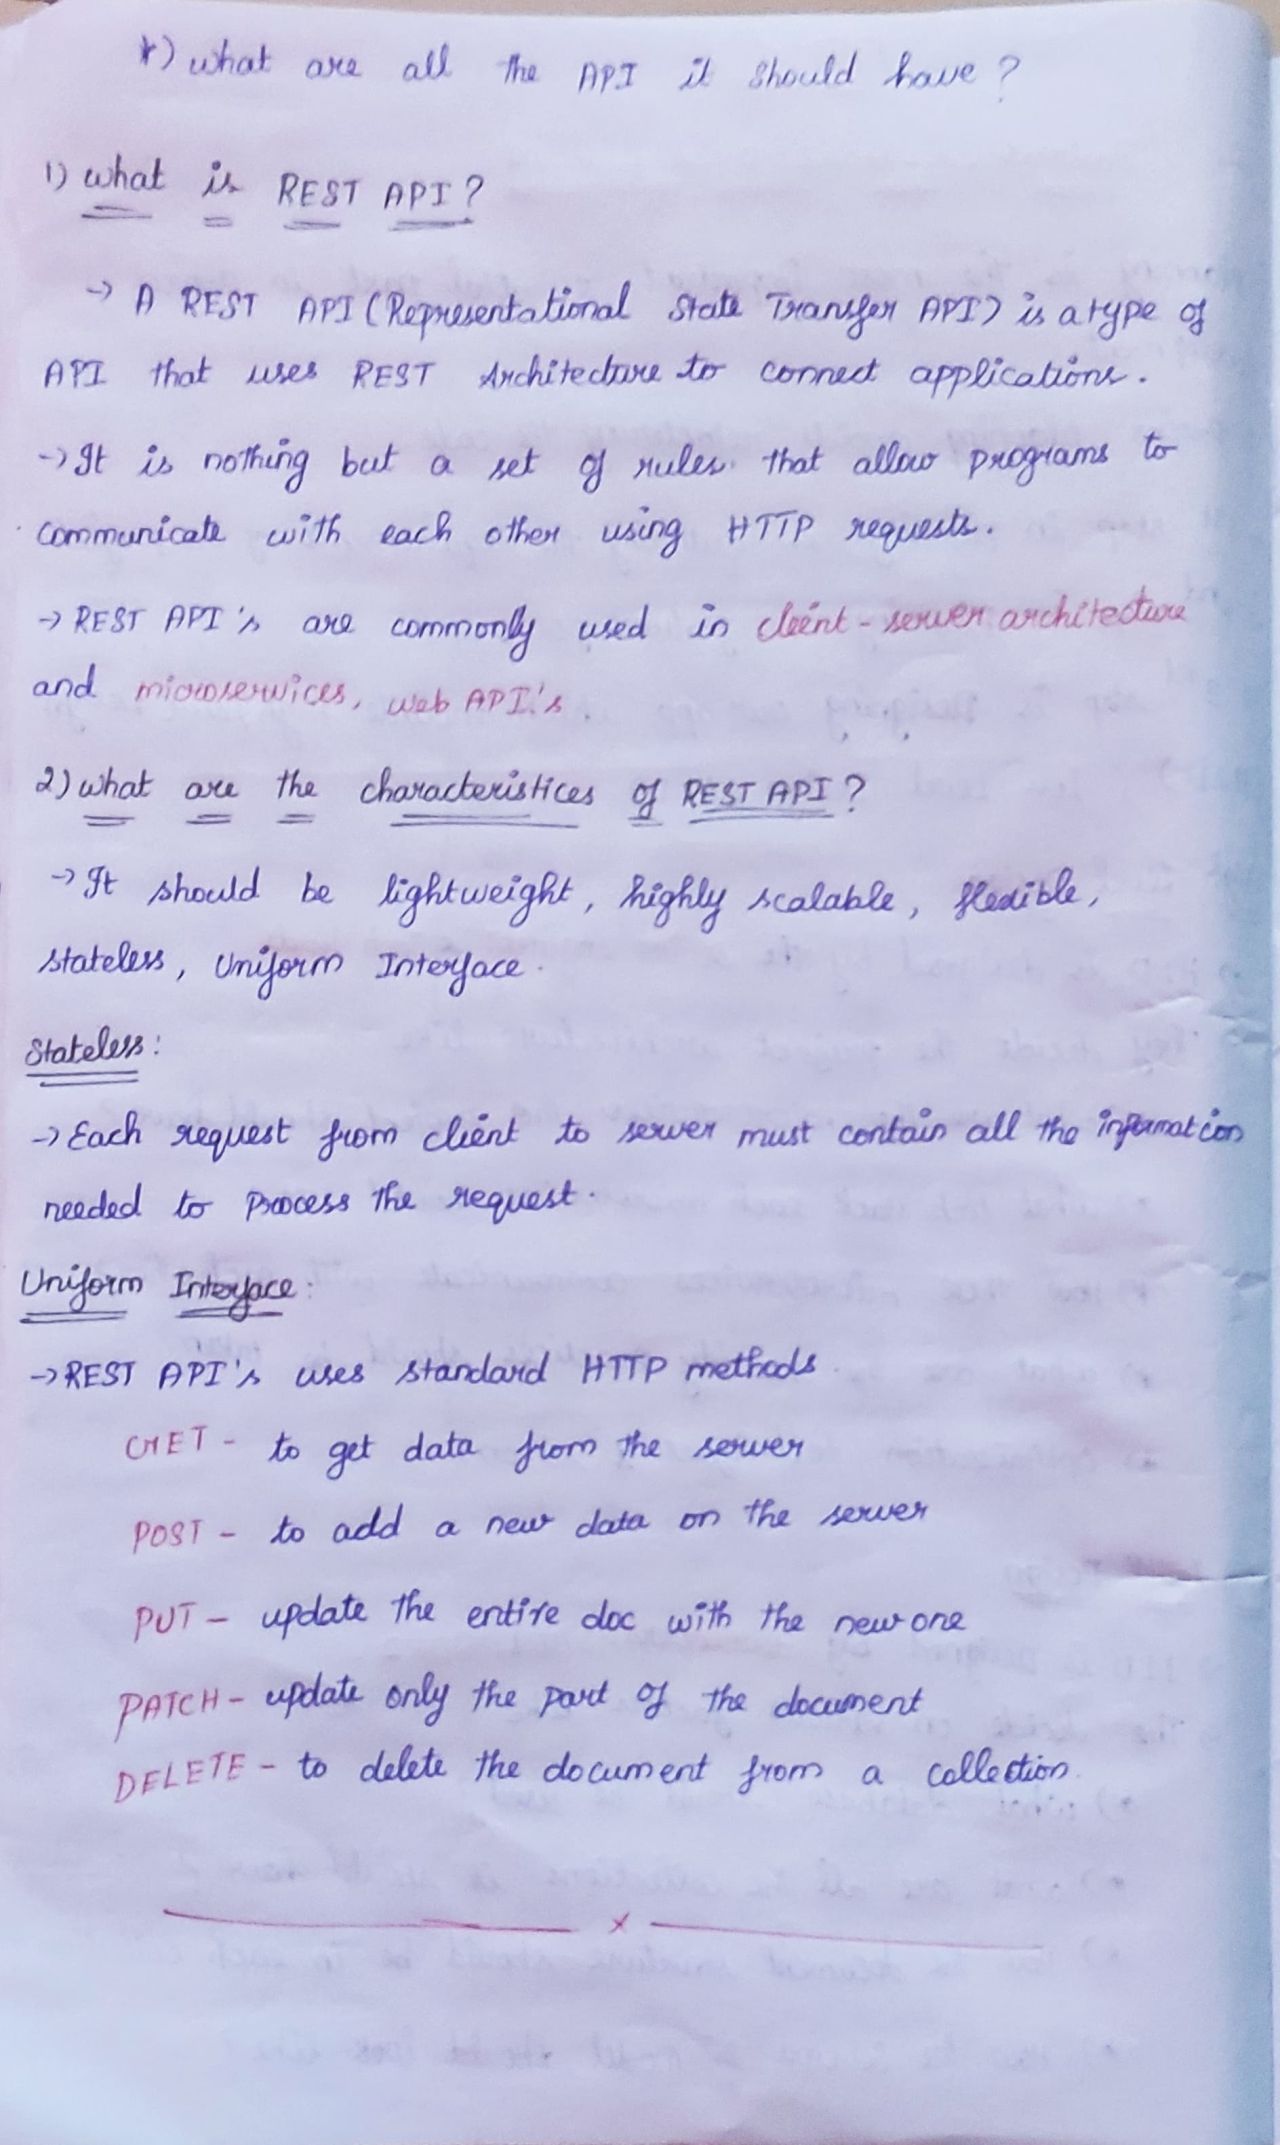 *) what are all the API it should have?
1) what is REST API?
-> A REST API (Representational State Transfer API) is a type of
API that uses REST Architecture to connect applications.
-> It is nothing but a set of rules that allow programs to
communicate with each other using HTTP requests.
-> REST API's are commonly used in client-server architecture
and microservices, web API's
2) what are the characteristices of REST API?
-> It should be lightweight, highly scalable, flexible,
stateless, Uniform Interface.
Stateless:
-> Each request from client to server must contain all the information
needed to process the request.
Uniform Interface:
-> REST API's uses standard HTTP methods.
GET - to get data from the server
POST - to add a new data on the server
PUT - update the entire doc with the new one
PATCH - update only the part of the document
DELETE - to delete the document from a collection.
x